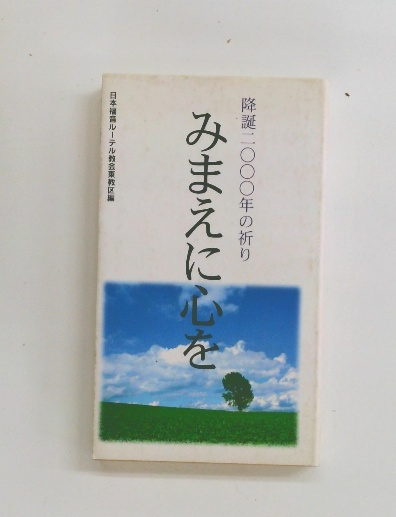 降誕二〇〇〇年の祈り
みまえに心を
日本福音ルーテル教会東教区編